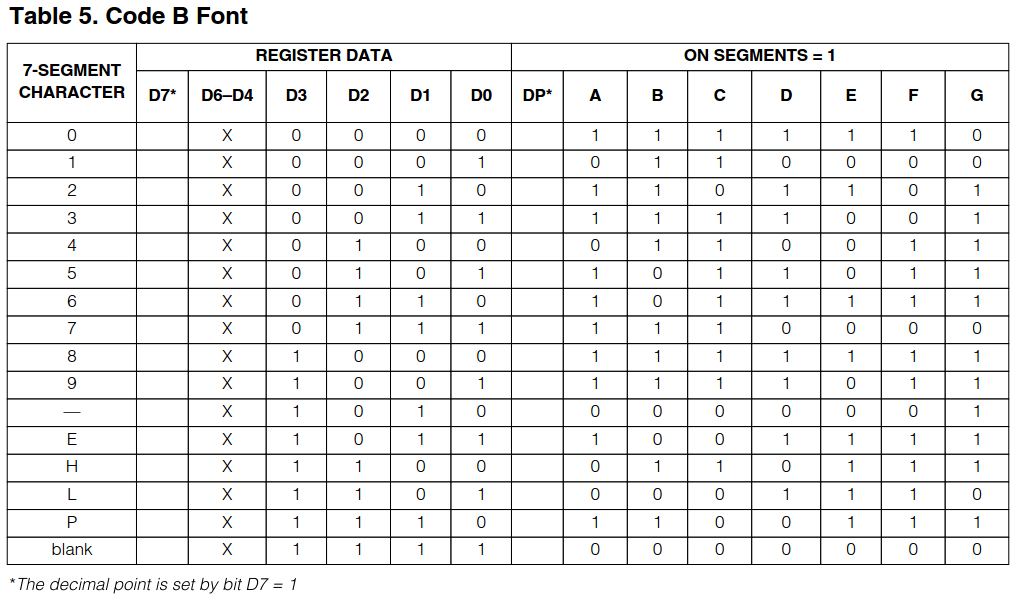 Table 5. Code B Font
7-SEGMENT CHARACTER REGISTER DATA ON SEGMENTS = 1
D7* D6–D4 D3 D2 D1 D0 DP* A B C D E F G
0 X 0 0 0 0 1 1 1 1 1 1 0
1 X 0 0 0 1 0 1 1 0 0 0 0
2 X 0 0 1 0 1 1 0 1 1 0 1
3 X 0 0 1 1 1 1 1 1 0 0 1
4 X 0 1 0 0 0 1 1 0 0 1 1
5 X 0 1 0 1 1 0 1 1 0 1 1
6 X 0 1 1 0 1 0 1 1 1 1 1
7 X 0 1 1 1 1 1 1 0 0 0 0
8 X 1 0 0 0 1 1 1 1 1 1 1
9 X 1 0 0 1 1 1 1 1 0 1 1
— X 1 0 1 0 0 0 0 0 0 0 1
E X 1 0 1 1 1 0 0 1 1 1 1
H X 1 1 0 0 0 1 1 0 1 1 1
L X 1 1 0 1 0 0 0 1 1 1 0
P X 1 1 1 0 1 1 0 0 1 1 1
blank X 1 1 1 1 0 0 0 0 0 0 0
*The decimal point is set by bit D7 = 1